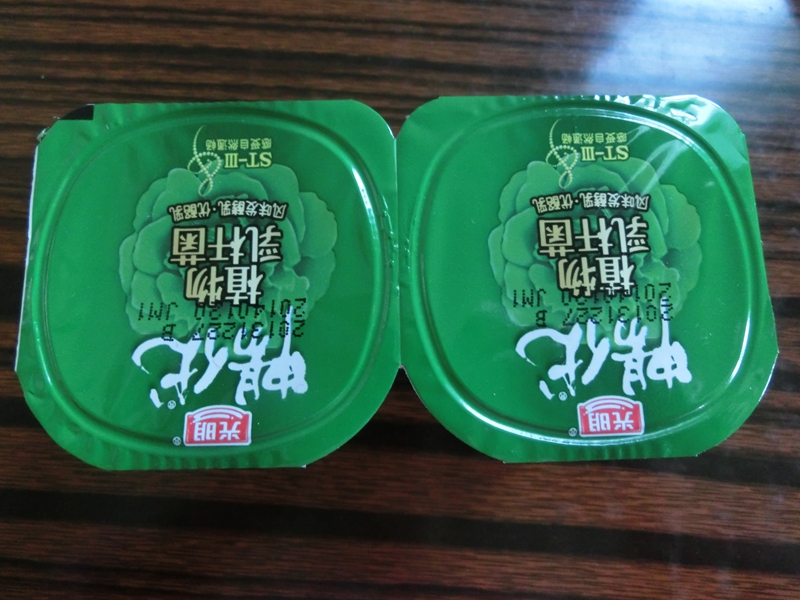 光明®
畅优®
20131227 B
20140120 JM1
植物
乳杆菌
风味发酵乳·优酪乳
ST-III
感受自然通畅
光明®
畅优®
20131227 B
20140120 JM1
植物
乳杆菌
风味发酵乳·优酪乳
ST-III
感受自然通畅